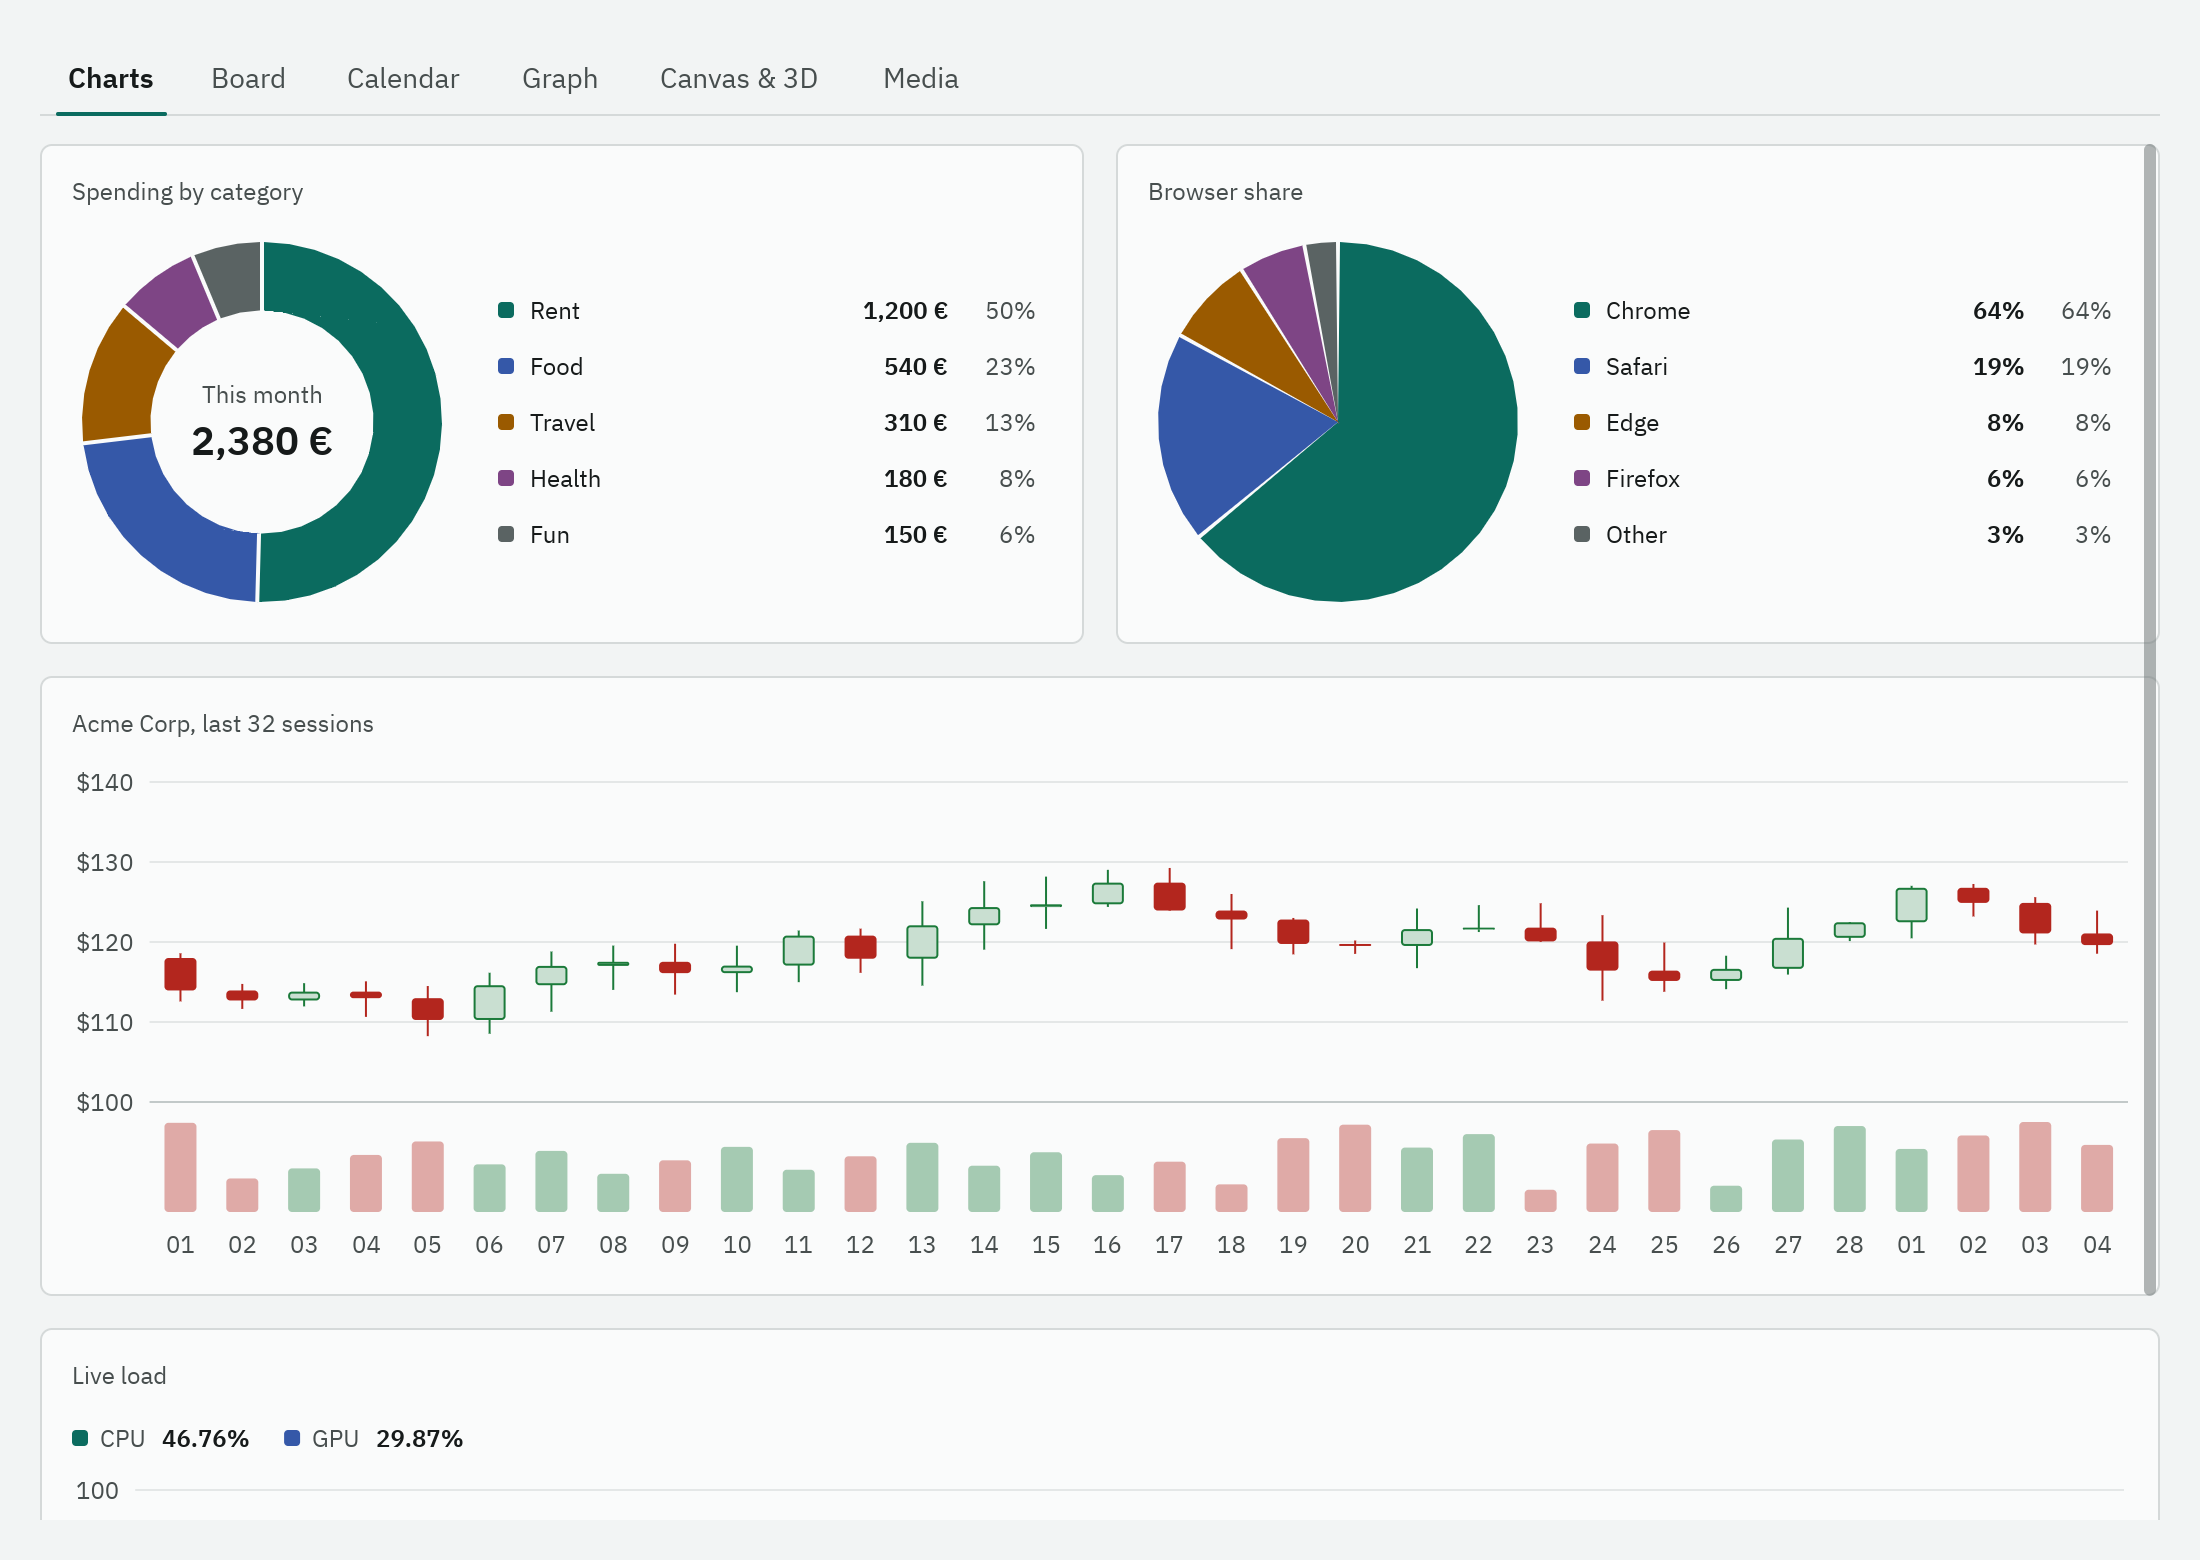 Charts Board Calendar Graph Canvas & 3D Media
Spending by category
This month
2,380 €
Rent 1,200 € 50%
Food 540 € 23%
Travel 310 € 13%
Health 180 € 8%
Fun 150 € 6%
Browser share
Chrome 64% 64%
Safari 19% 19%
Edge 8% 8%
Firefox 6% 6%
Other 3% 3%
Acme Corp, last 32 sessions
$140
$130
$120
$110
$100
01 02 03 04 05 06 07 08 09 10 11 12 13 14 15 16 17 18 19 20 21 22 23 24 25 26 27 28 01 02 03 04
Live load
CPU 46.76% GPU 29.87%
100